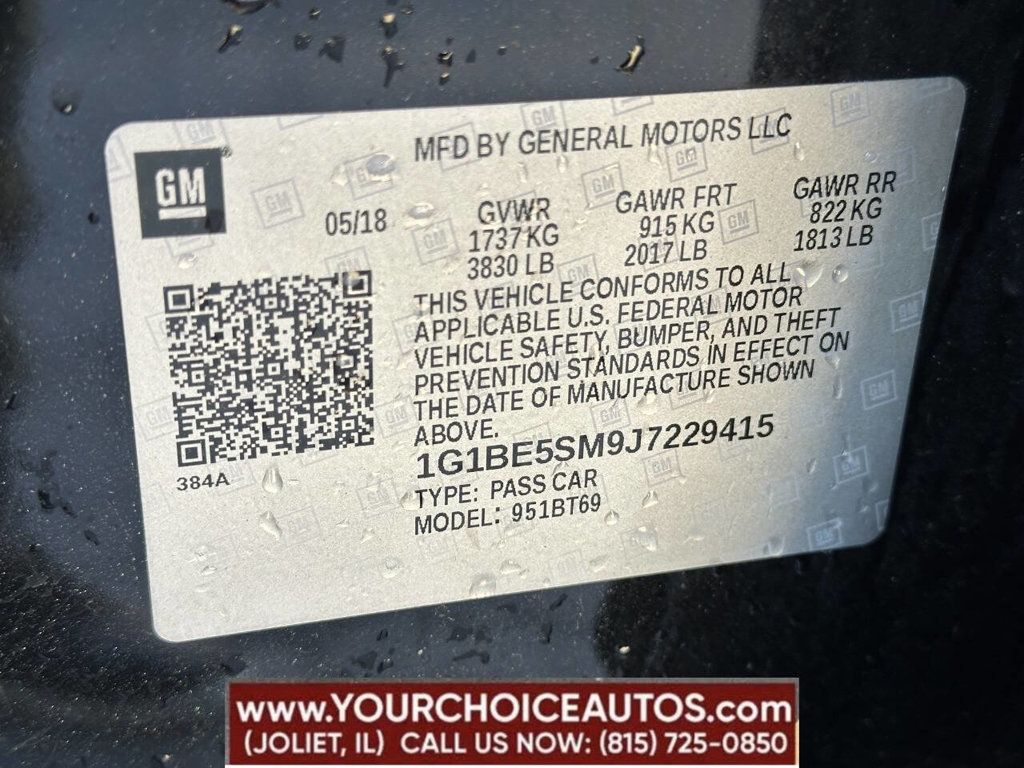 MFD BY GENERAL MOTORS LLC
GM
05/18
GVWR
1737 KG
3830 LB
GAWR FRT
915 KG
2017 LB
GAWR RR
822 KG
1813 LB
THIS VEHICLE CONFORMS TO ALL
APPLICABLE U.S. FEDERAL MOTOR
VEHICLE SAFETY, BUMPER, AND THEFT
PREVENTION STANDARDS IN EFFECT ON
THE DATE OF MANUFACTURE SHOWN
ABOVE.
1G1BE5SM9J7229415
TYPE: PASS CAR
MODEL: 951BT69
384A
www.YOURCHOICEAUTOS.com
(JOLIET, IL) CALL US NOW: (815) 725-0850